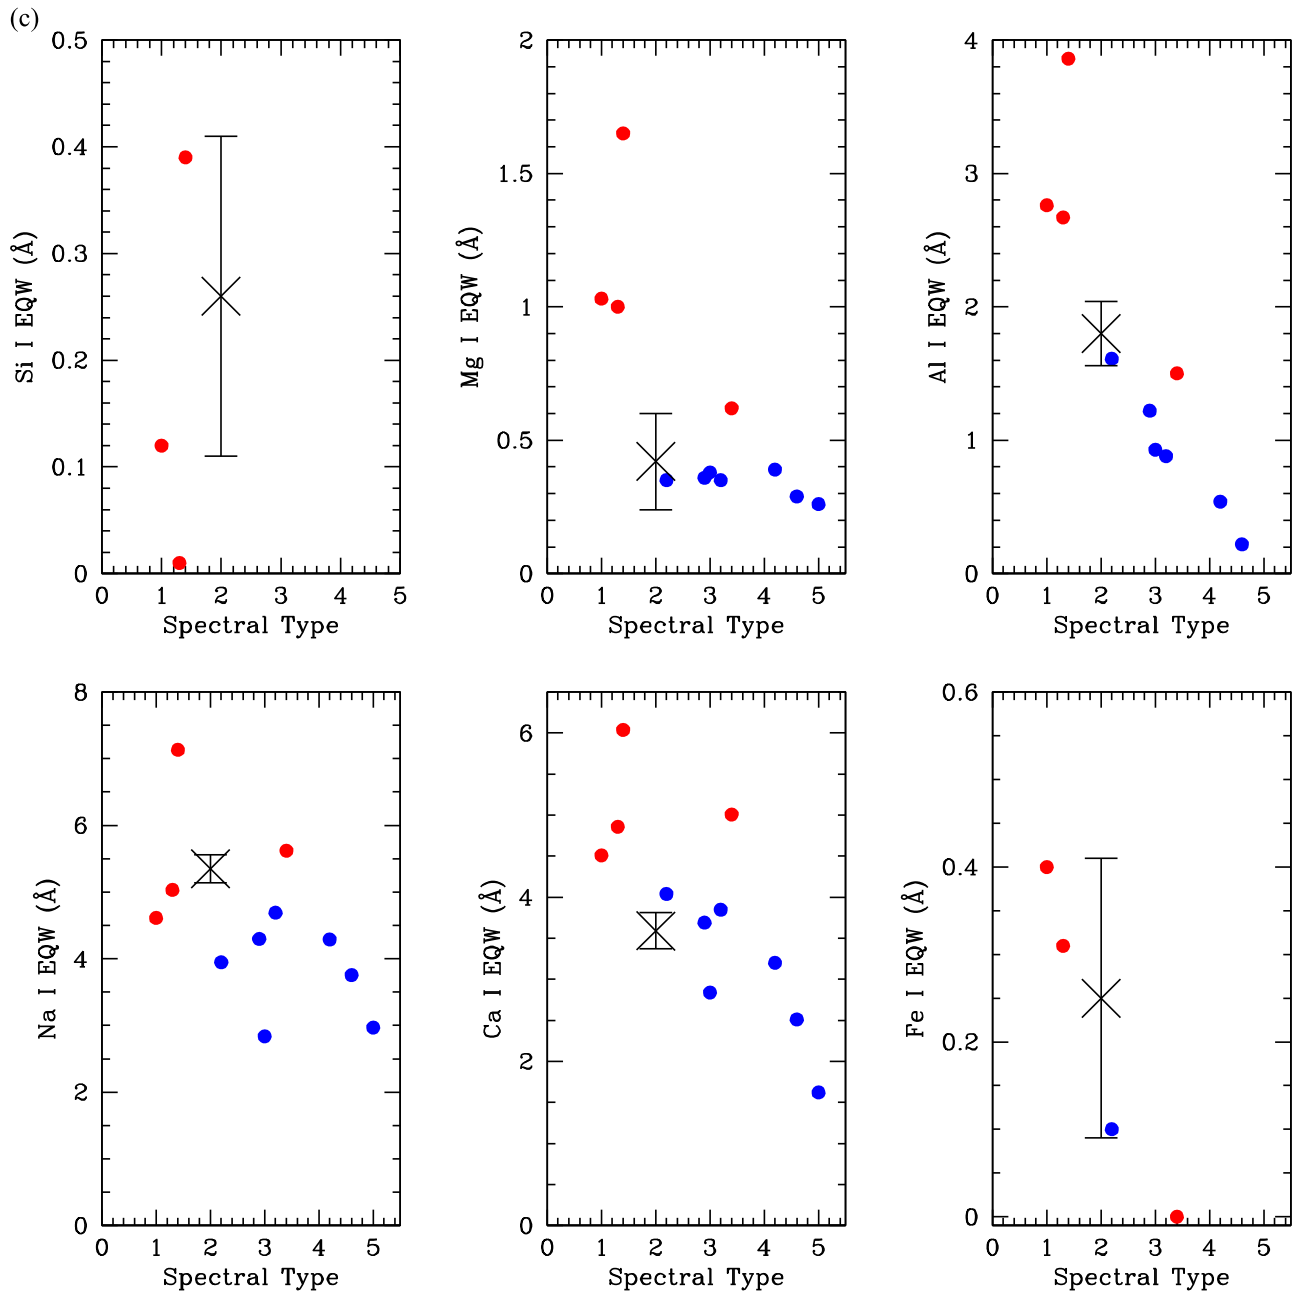 (c)
0.5
0.4
0.3
0.2
0.1
0
Si I EQW (Å)
0 1 2 3 4 5
Spectral Type
2
1.5
1
0.5
0
Mg I EQW (Å)
0 1 2 3 4 5
Spectral Type
4
3
2
1
0
Al I EQW (Å)
0 1 2 3 4 5
Spectral Type
8
6
4
2
0
Na I EQW (Å)
0 1 2 3 4 5
Spectral Type
6
4
2
0
Ca I EQW (Å)
0 1 2 3 4 5
Spectral Type
0.6
0.4
0.2
0
Fe I EQW (Å)
0 1 2 3 4 5
Spectral Type